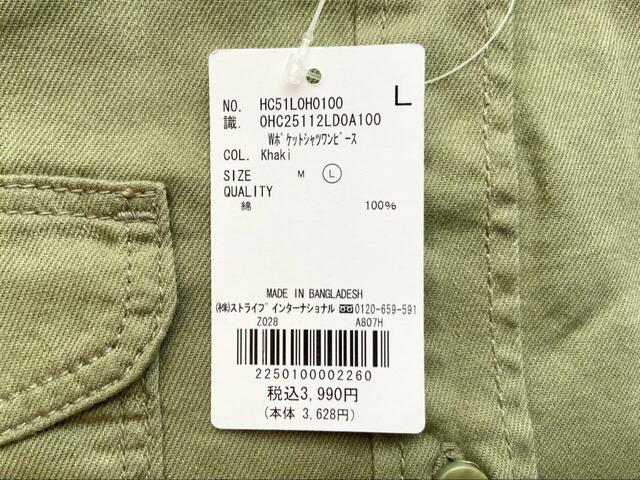 NO. HC51L0H0100 L
識. 0HC25112LD0A100
Wﾎﾟｹｯﾄｼｬﾂﾜﾝﾋﾟｰｽ
COL. Khaki
SIZE M L
QUALITY
綿 100%
MADE IN BANGLADESH
(株)ｽﾄﾗｲﾌﾟ ｲﾝﾀｰﾅｼｮﾅﾙ 0120-659-591
Z028 A807H
2250100002260
税込3,990円
(本体 3,628円)